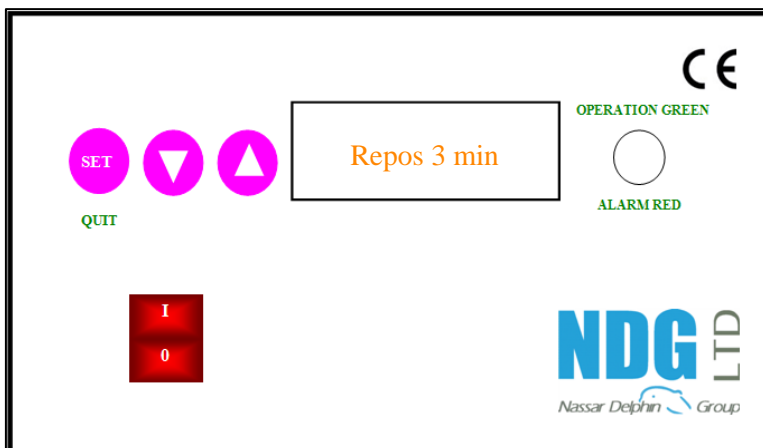 CE
OPERATION GREEN
SET
Repos 3 min
ALARM RED
QUIT
I
0
NDG LTD
Nassar Delphin Group